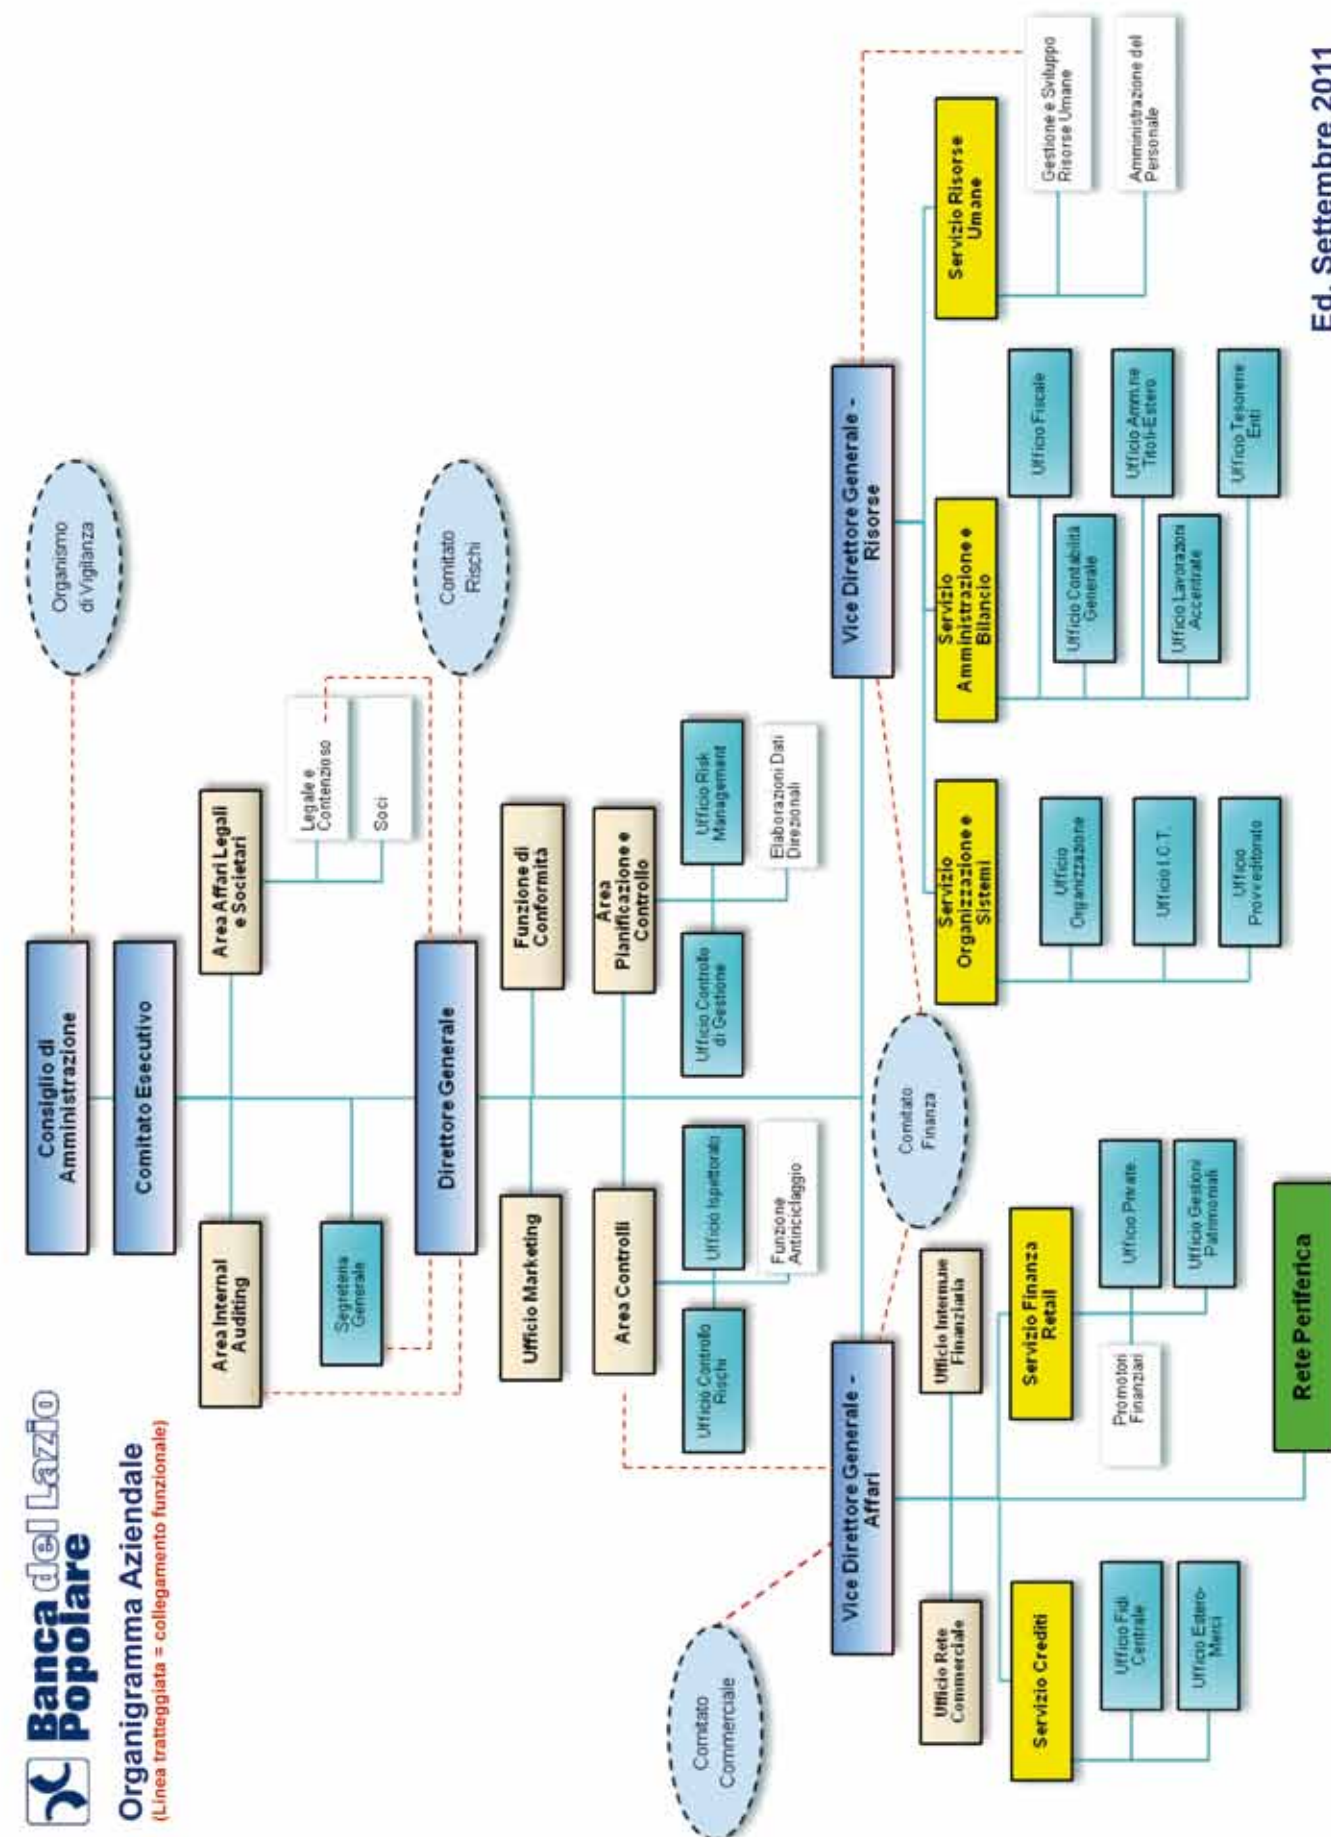 Banca del Lazio
Popolare
Organigramma Aziendale
(Linea tratteggiata = collegamento funzionale)
Consiglio di
Amministrazione
Organismo
di Vigilanza
Comitato Esecutivo
Area Internal
Auditing
Area Affari Legali
e Societari
Legale e
Contenzioso
Soci
Segreteria
Generale
Direttore Generale
Comitato
Rischi
Ufficio Marketing
Funzione di
Conformità
Area Controlli
Area
Pianificazione e
Controllo
Ufficio Controllo
Rischi
Ufficio Ispettorato
Funzione
Antiriciclaggio
Ufficio Controllo
di Gestione
Ufficio Risk
Management
Elaborazioni Dati
Direzionali
Comitato
Commerciale
Vice Direttore Generale -
Affari
Comitato
Finanza
Vice Direttore Generale -
Risorse
Ufficio Rete
Commerciale
Ufficio Interm.ne
Finanziaria
Servizio Crediti
Ufficio Fidi
Centrale
Ufficio Estero-
Merci
Servizio Finanza
Retail
Promotori
Finanziari
Ufficio Private
Ufficio Gestioni
Patrimoniali
Rete Periferica
Servizio
Organizzazione e
Sistemi
Ufficio
Organizzazione
Ufficio I.C.T.
Ufficio
Provveditorato
Servizio
Amministrazione e
Bilancio
Ufficio Fiscale
Ufficio Contabilità
Generale
Ufficio Amm.ne
Titoli-Estero
Ufficio Lavorazioni
Accentrate
Ufficio Tesorerie
Enti
Servizio Risorse
Umane
Gestione e Sviluppo
Risorse Umane
Amministrazione del
Personale
Ed. Settembre 2011